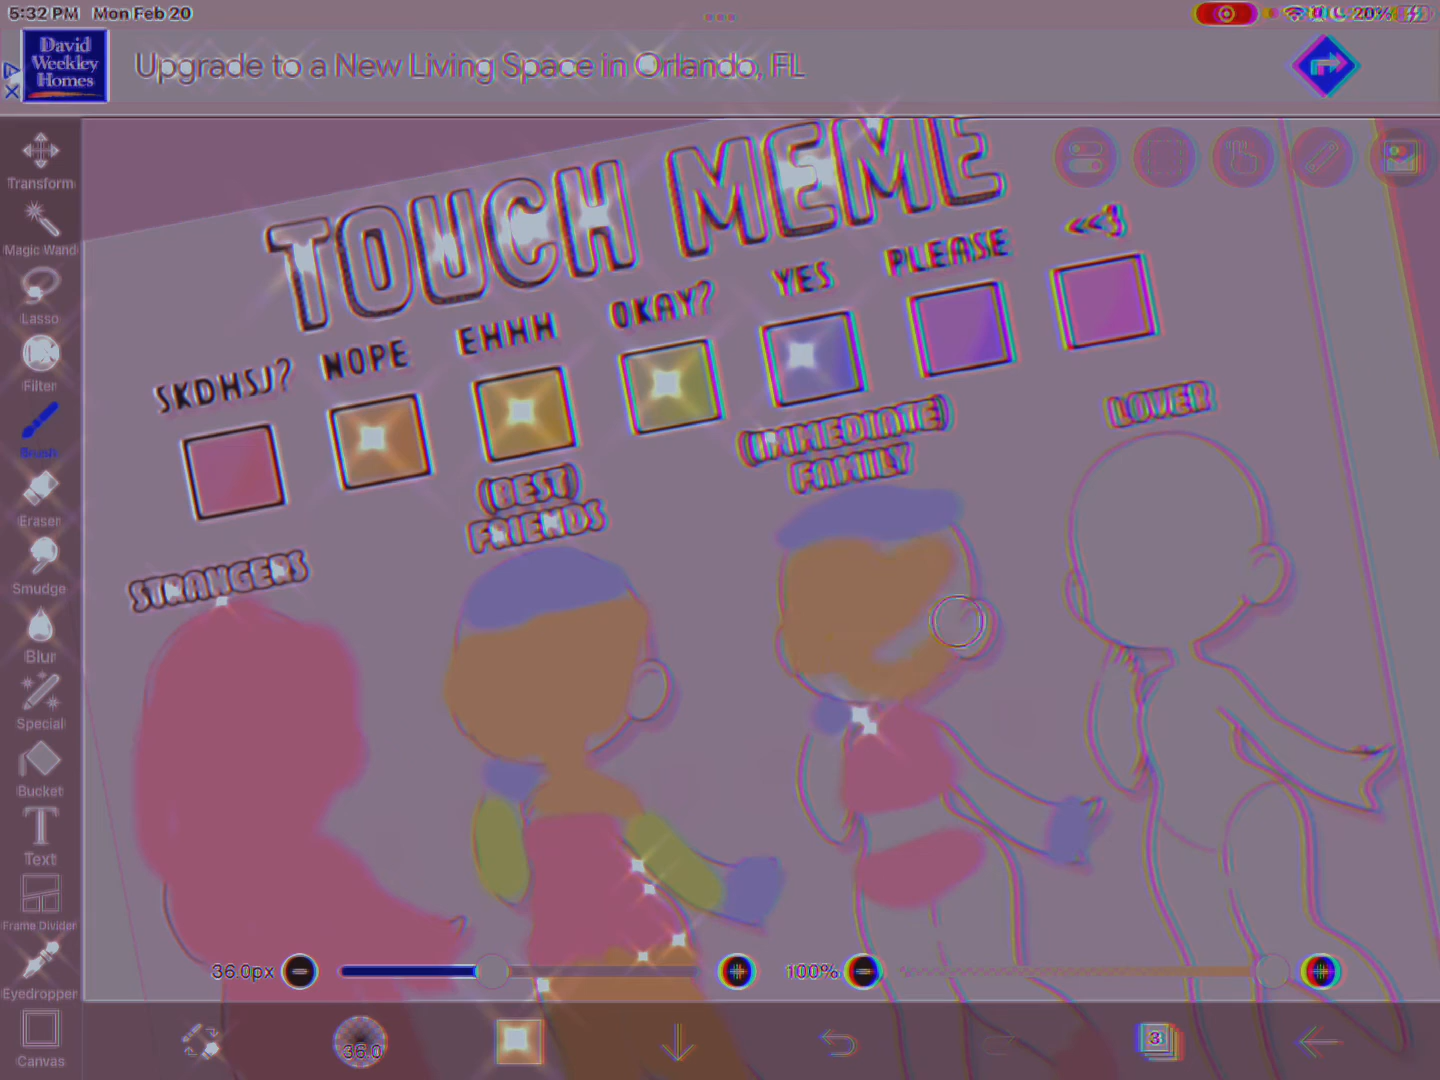 5:32 PM Mon Feb 20
20%
David
Weekley
Homes
Upgrade to a New Living Space in Orlando, FL
Transform
Magic Wand
Lasso
Filter
Brush
Eraser
Smudge
Blur
Special
Bucket
Text
Frame Divider
Eyedropper
Canvas
TOUCH MEME
SKDHSJ?
NOPE
EHHH
OKAY?
YES
PLEASE
<<3
STRANGERS
(BEST)
FRIENDS
(IMMEDIATE)
FAMILY
LOVER
36.0px
100%
36.0
3